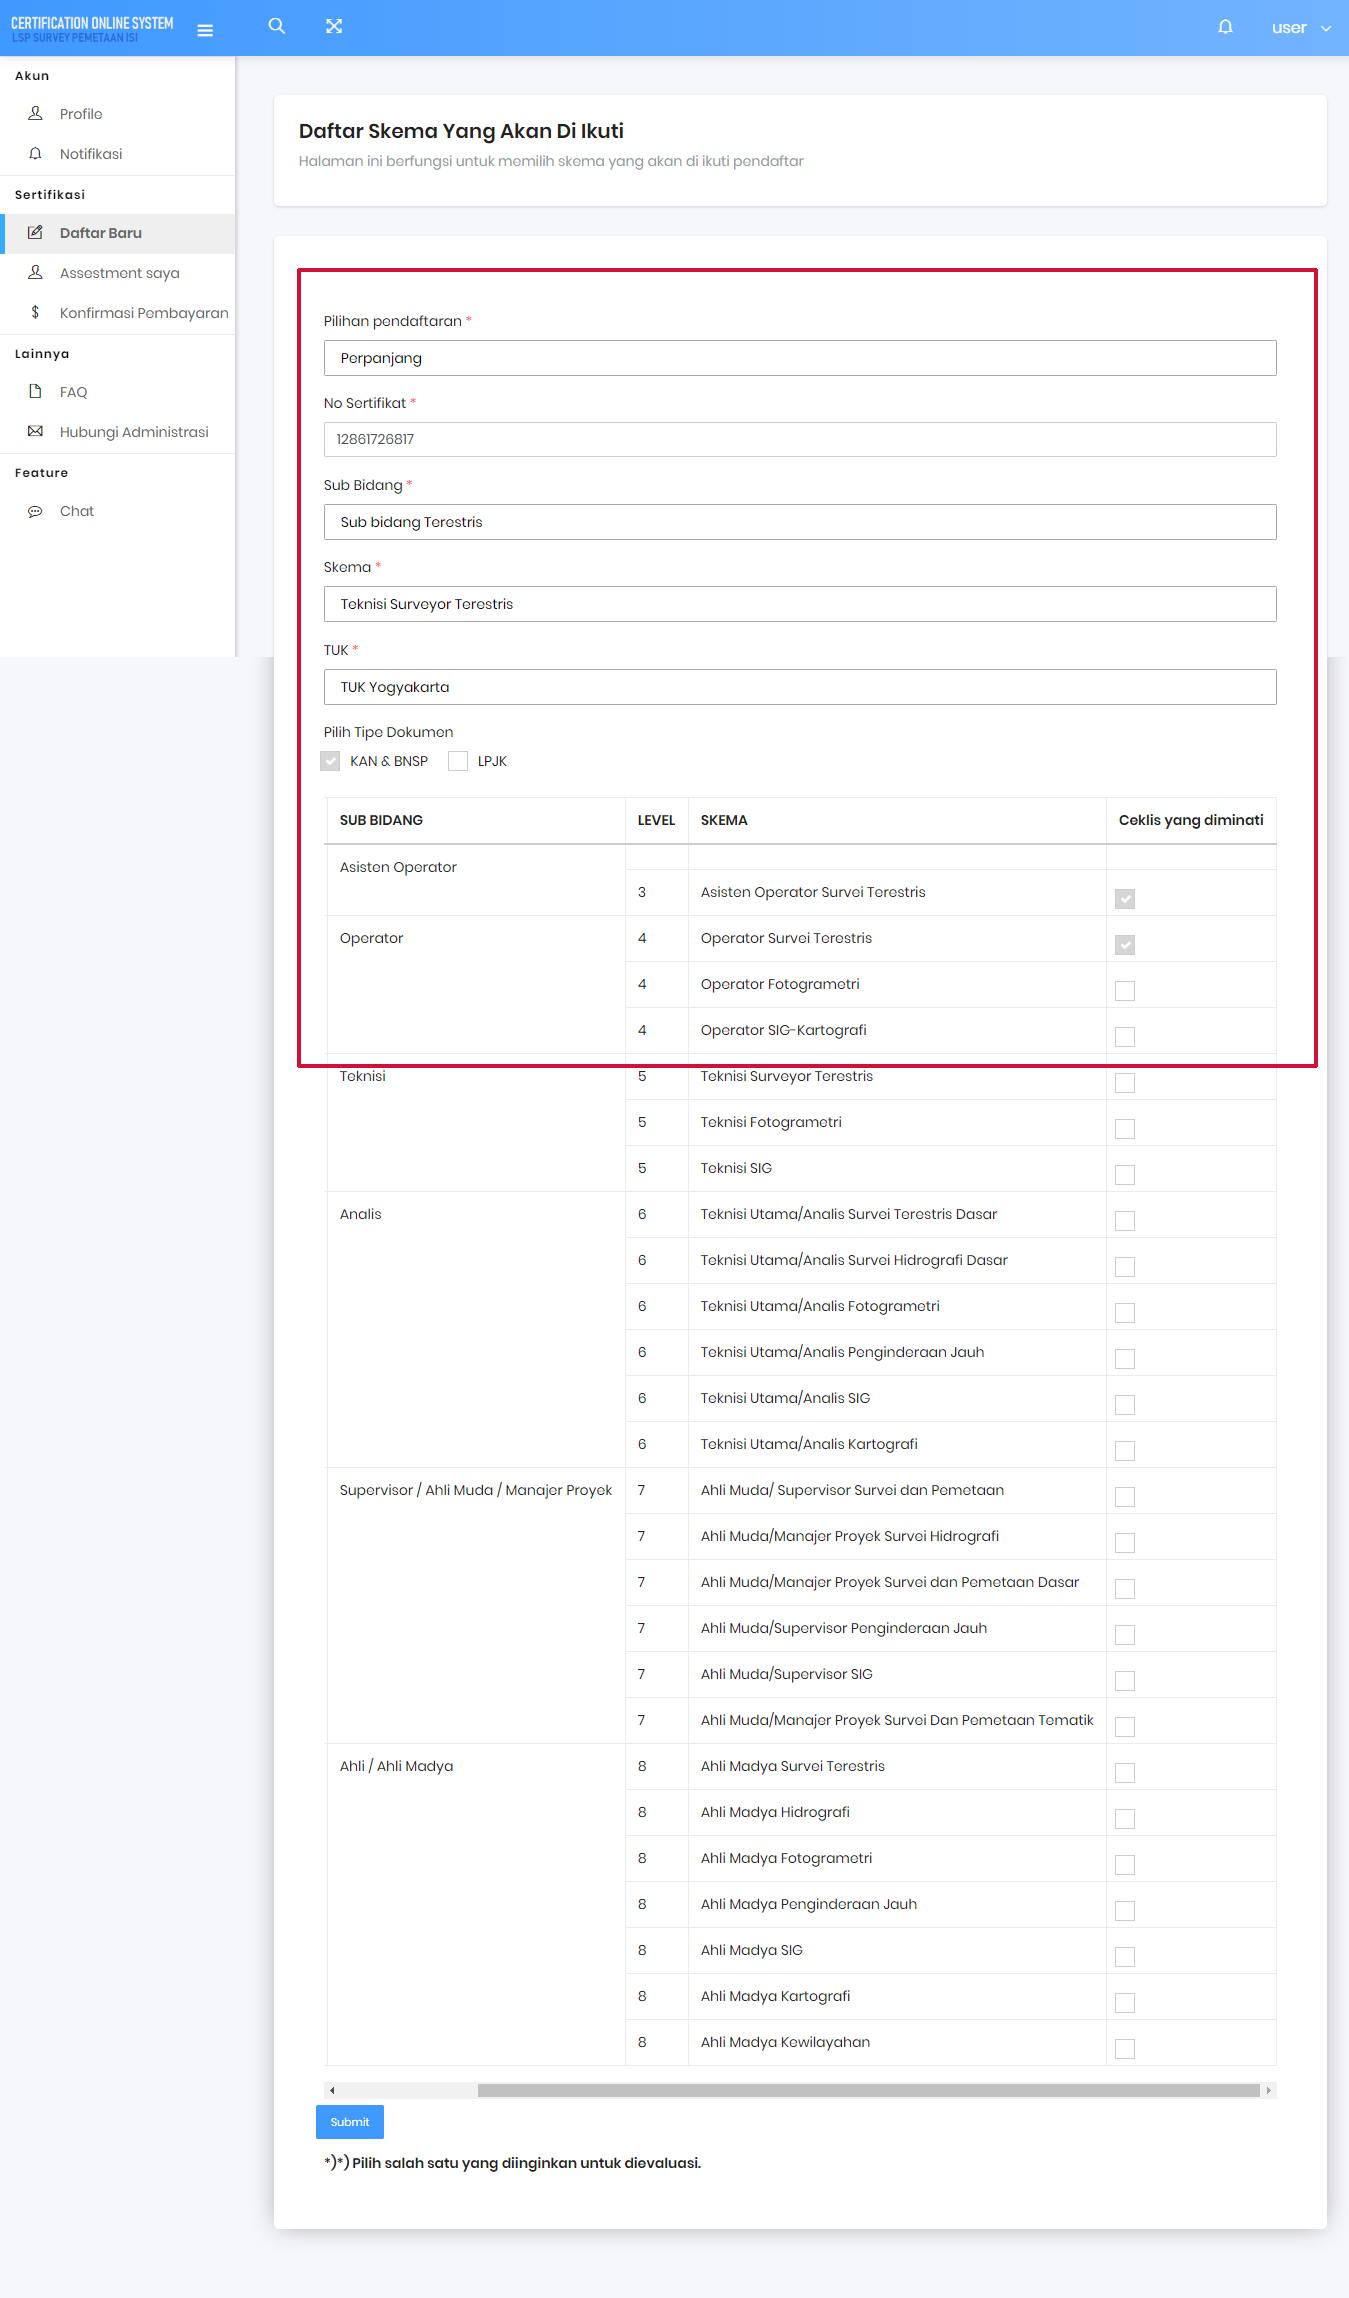 CERTIFICATION ONLINE SYSTEM
LSP SURVEY PEMETAAN ISI
user
Akun
Profile
Notifikasi
Sertifikasi
Daftar Baru
Assestment saya
Konfirmasi Pembayaran
Lainnya
FAQ
Hubungi Administrasi
Feature
Chat
Daftar Skema Yang Akan Di Ikuti
Halaman ini berfungsi untuk memilih skema yang akan di ikuti pendaftar
Pilihan pendaftaran *
Perpanjang
No Sertifikat *
12861726817
Sub Bidang *
Sub bidang Terestris
Skema *
Teknisi Surveyor Terestris
TUK *
TUK Yogyakarta
Pilih Tipe Dokumen
KAN & BNSP LPJK
SUB BIDANG LEVEL SKEMA Ceklis yang diminati
Asisten Operator
3 Asisten Operator Survei Terestris
Operator 4 Operator Survei Terestris
4 Operator Fotogrametri
4 Operator SIG-Kartografi
Teknisi 5 Teknisi Surveyor Terestris
5 Teknisi Fotogrametri
5 Teknisi SIG
Analis 6 Teknisi Utama/Analis Survei Terestris Dasar
6 Teknisi Utama/Analis Survei Hidrografi Dasar
6 Teknisi Utama/Analis Fotogrametri
6 Teknisi Utama/Analis Penginderaan Jauh
6 Teknisi Utama/Analis SIG
6 Teknisi Utama/Analis Kartografi
Supervisor / Ahli Muda / Manajer Proyek 7 Ahli Muda/ Supervisor Survei dan Pemetaan
7 Ahli Muda/Manajer Proyek Survei Hidrografi
7 Ahli Muda/Manajer Proyek Survei dan Pemetaan Dasar
7 Ahli Muda/Supervisor Penginderaan Jauh
7 Ahli Muda/Supervisor SIG
7 Ahli Muda/Manajer Proyek Survei Dan Pemetaan Tematik
Ahli / Ahli Madya 8 Ahli Madya Survei Terestris
8 Ahli Madya Hidrografi
8 Ahli Madya Fotogrametri
8 Ahli Madya Penginderaan Jauh
8 Ahli Madya SIG
8 Ahli Madya Kartografi
8 Ahli Madya Kewilayahan
Submit
*)*) Pilih salah satu yang diinginkan untuk dievaluasi.